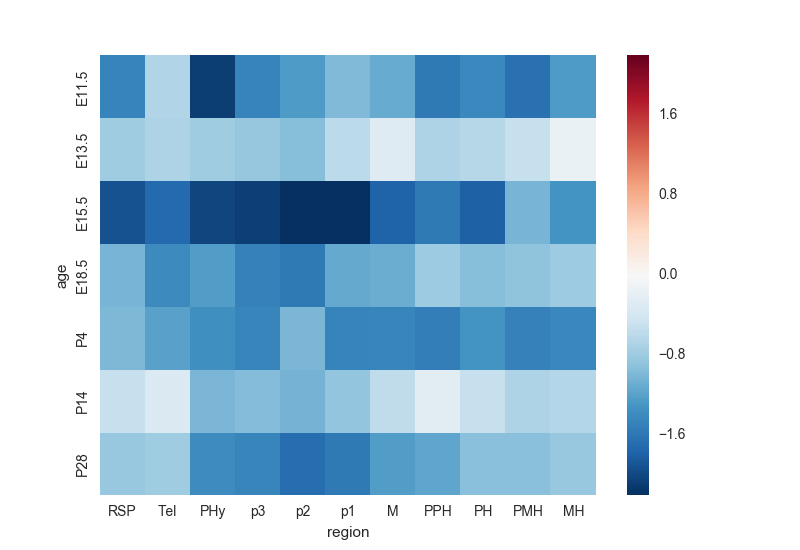 E11.5
E13.5
E15.5
E18.5
P4
P14
P28
age
RSP Tel PHy p3 p2 p1 M PPH PH PMH MH
region
1.6
0.8
0.0
−0.8
−1.6